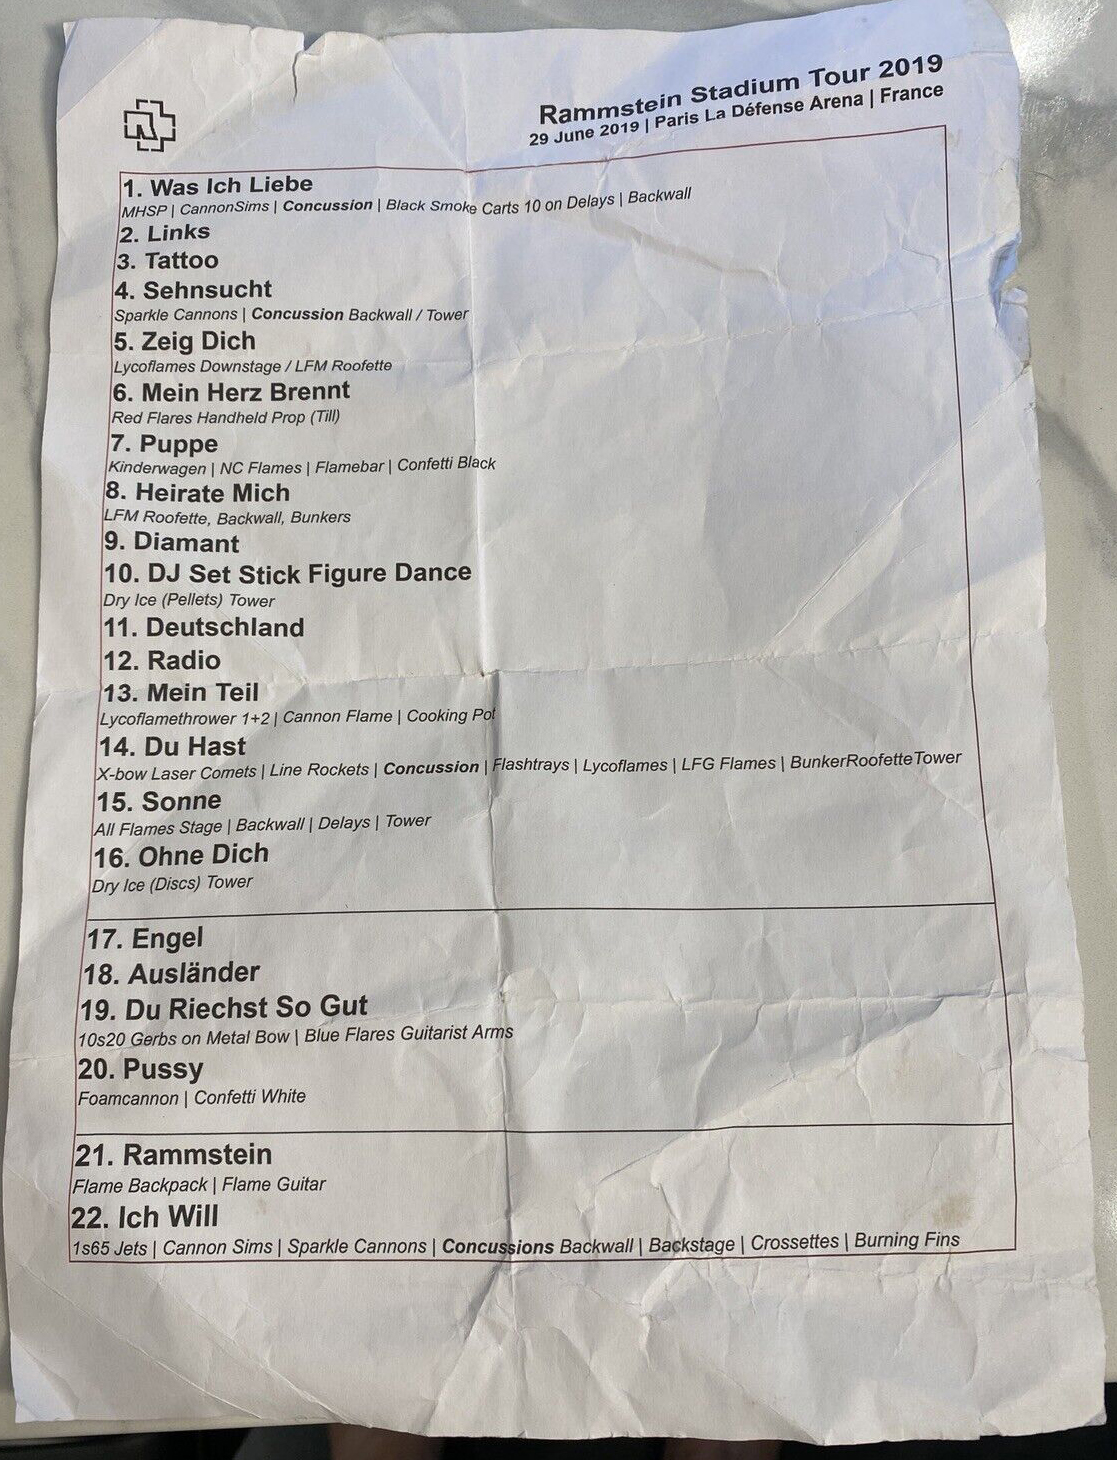 Rammstein Stadium Tour 2019
29 June 2019 | Paris La Défense Arena | France
1. Was Ich Liebe
MHSP | CannonSims | Concussion | Black Smoke Carts 10 on Delays | Backwall
2. Links
3. Tattoo
4. Sehnsucht
Sparkle Cannons | Concussion Backwall / Tower
5. Zeig Dich
Lycoflames Downstage / LFM Roofette
6. Mein Herz Brennt
Red Flares Handheld Prop (Till)
7. Puppe
Kinderwagen | NC Flames | Flamebar | Confetti Black
8. Heirate Mich
LFM Roofette, Backwall, Bunkers
9. Diamant
10. DJ Set Stick Figure Dance
Dry Ice (Pellets) Tower
11. Deutschland
12. Radio
13. Mein Teil
Lycoflamethrower 1+2 | Cannon Flame | Cooking Pot
14. Du Hast
X-bow Laser Comets | Line Rockets | Concussion | Flashtrays | Lycoflames | LFG Flames | BunkerRoofetteTower
15. Sonne
All Flames Stage | Backwall | Delays | Tower
16. Ohne Dich
Dry Ice (Discs) Tower
17. Engel
18. Ausländer
19. Du Riechst So Gut
10s20 Gerbs on Metal Bow | Blue Flares Guitarist Arms
20. Pussy
Foamcannon | Confetti White
21. Rammstein
Flame Backpack | Flame Guitar
22. Ich Will
1s65 Jets | Cannon Sims | Sparkle Cannons | Concussions Backwall | Backstage | Crossettes | Burning Fins